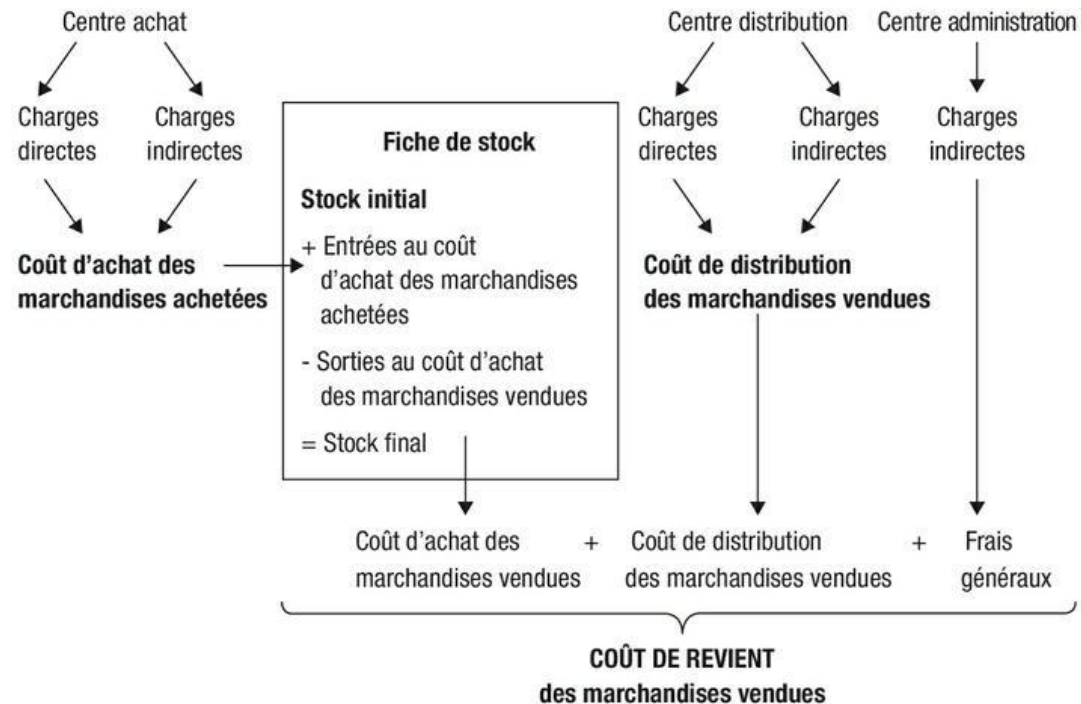 Centre achat
Centre distribution
Centre administration
Charges directes
Charges indirectes
Fiche de stock
Charges directes
Charges indirectes
Charges indirectes
Stock initial
+ Entrées au coût
d'achat des marchandises
achetées
- Sorties au coût d'achat
des marchandises vendues
= Stock final
Coût d'achat des
marchandises achetées
Coût de distribution
des marchandises vendues
Coût d'achat des
marchandises vendues
+
Coût de distribution
des marchandises vendues
+
Frais
généraux
COÛT DE REVIENT
des marchandises vendues